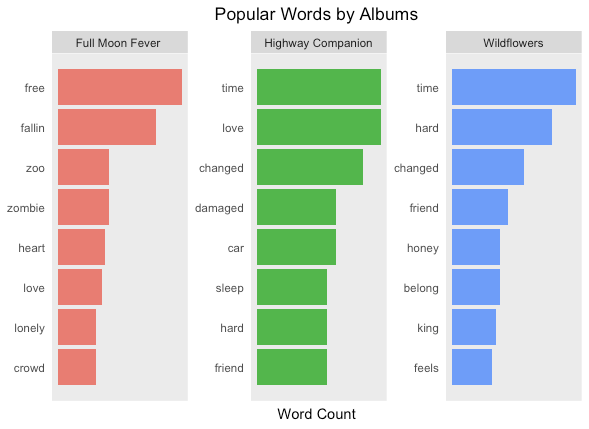 Popular Words by Albums
Full Moon Fever
free
fallin
zoo
zombie
heart
love
lonely
crowd
Highway Companion
time
love
changed
damaged
car
sleep
hard
friend
Wildflowers
time
hard
changed
friend
honey
belong
king
feels
Word Count